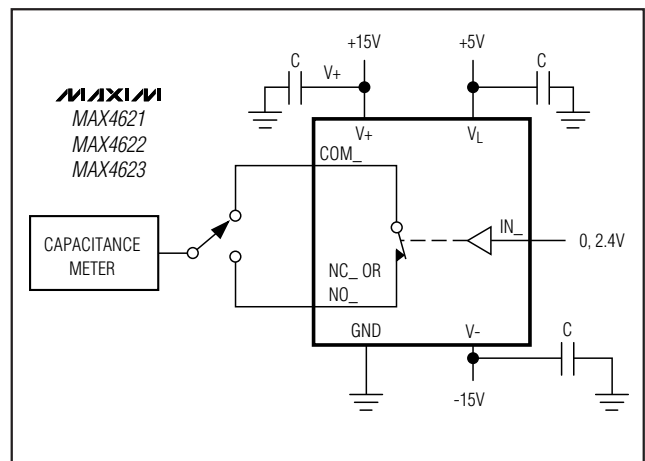 +15V
+5V
C
V+
C
MAXIM
MAX4621
MAX4622
MAX4623
V+
VL
COM_
IN_
0, 2.4V
CAPACITANCE
METER
NC_ OR
NO_
GND
V-
C
-15V